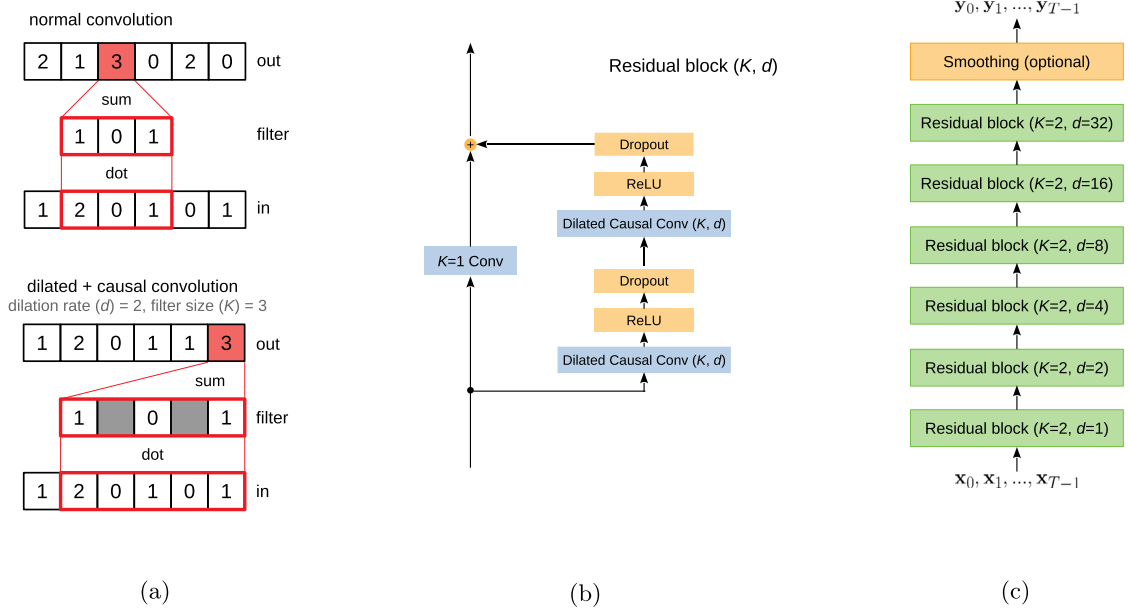 normal convolution
2 1 3 0 2 0 out
sum
1 0 1 filter
dot
1 2 0 1 0 1 in
dilated + causal convolution
dilation rate (d) = 2, filter size (K) = 3
1 2 0 1 1 3 out
sum
1 0 1 filter
dot
1 2 0 1 0 1 in
(a)
Residual block (K, d)
+
Dropout
ReLU
Dilated Causal Conv (K, d)
K=1 Conv
Dropout
ReLU
Dilated Causal Conv (K, d)
(b)
y₀, y₁, ..., y_{T−1}
Smoothing (optional)
Residual block (K=2, d=32)
Residual block (K=2, d=16)
Residual block (K=2, d=8)
Residual block (K=2, d=4)
Residual block (K=2, d=2)
Residual block (K=2, d=1)
x₀, x₁, ..., x_{T−1}
(c)